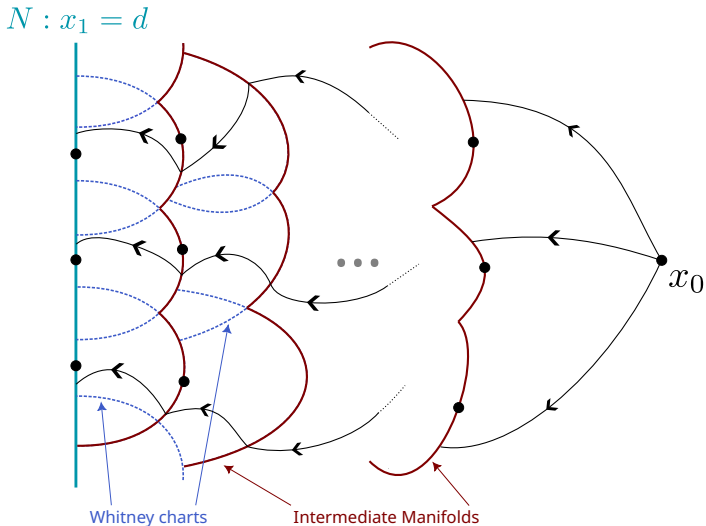 N : x₁ = d
x₀
Whitney charts
Intermediate Manifolds